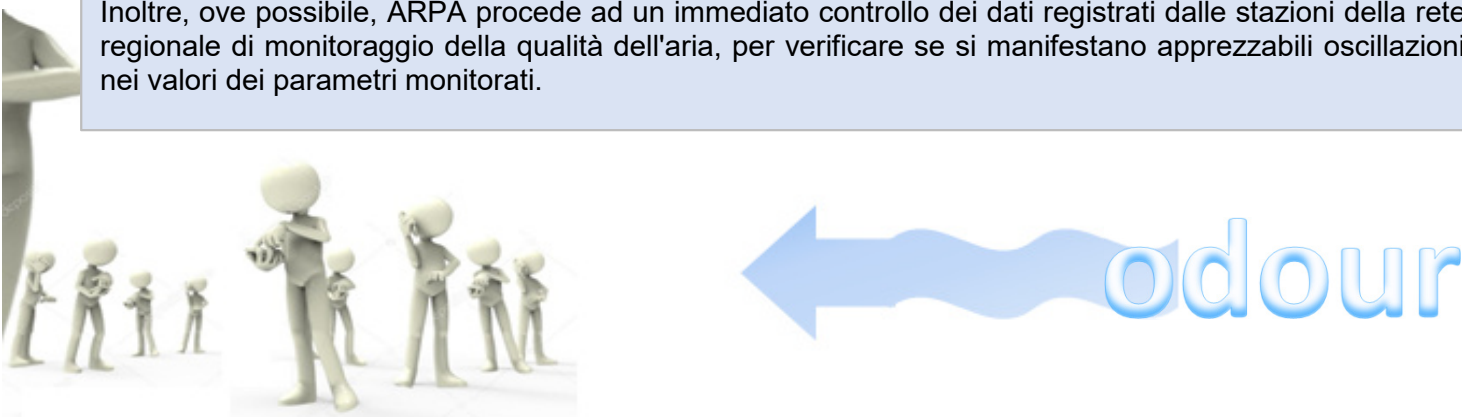 Inoltre, ove possibile, ARPA procede ad un immediato controllo dei dati registrati dalle stazioni della rete
regionale di monitoraggio della qualità dell'aria, per verificare se si manifestano apprezzabili oscillazioni
nei valori dei parametri monitorati.
odour